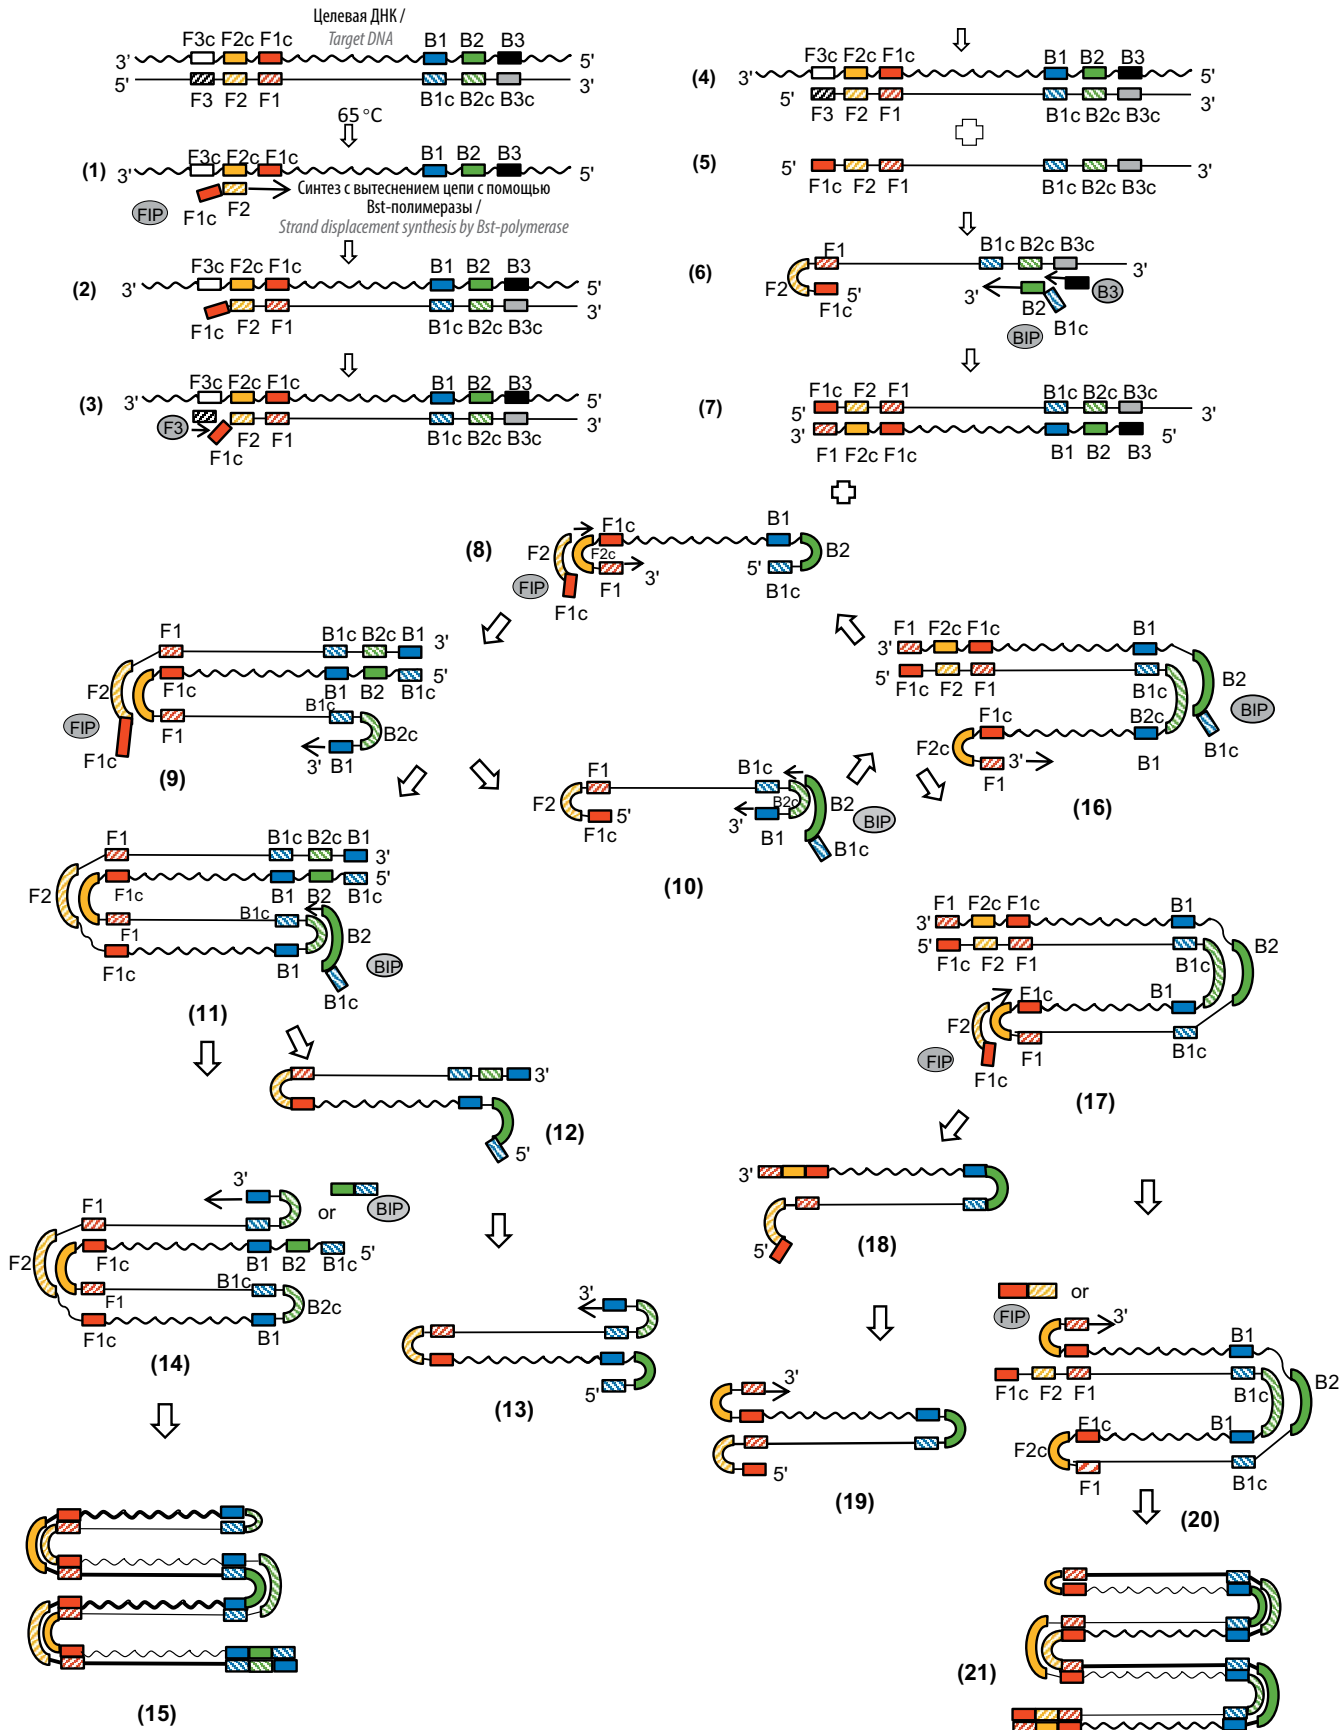 Целевая ДНК /
Target DNA
F3c F2c F1c B1 B2 B3
3' 5'
5' 3'
F3 F2 F1 B1c B2c B3c
65 °C
(1)
F3c F2c F1c B1 B2 B3
3' 5'
FIP F1c F2
Синтез с вытеснением цепи с помощью
Bst-полимеразы /
Strand displacement synthesis by Bst-polymerase
(2)
F3c F2c F1c B1 B2 B3
3' 5'
3'
F1c F2 F1 B1c B2c B3c
(3)
F3c F2c F1c B1 B2 B3
3' 5'
F3 3'
F1c F2 F1 B1c B2c B3c
(4)
F3c F2c F1c B1 B2 B3
3' 5'
5' 3'
F3 F2 F1 B1c B2c B3c
(5)
5' 3'
F1c F2 F1 B1c B2c B3c
(6)
F1 B1c B2c B3c
3'
F2 5' 3' B3
F1c B2 B1c
BIP
(7)
F1c F2 F1 B1c B2c B3c
5' 3'
3' 5'
F1 F2c F1c B1 B2 B3
(8)
F1c B1
F2 F2c B2
5'
FIP F1 3' B1c
F1c
F1 B1c B2c B1
3'
F2 F1c B1 B2 B1c 5'
FIP F1 B1c B2c
F1c 3' B1
(9)
F1 B1c
F2 B2c B2
5' 3' BIP
F1c B1 B1c
(10)
F1 B1c B2c B1
3'
5'
F2 F1c B1 B2 B1c
F1 B1c B2
BIP
F1c B1 B1c
(11)
3'
(12)
5'
3'
5'
(13)
3'
or BIP
F1
F2 F1c B1 B2 B1c 5'
F1 B1c B2c
F1c B1
(14)
(15)
F1 F2c F1c B1
3'
5' B2
F1c F2 F1 B1c BIP
F1c B2c B1c
F2c
3' B1
F1
(16)
F1 F2c F1c B1
3'
5' B2
F1c F2 F1 B1c
F1c B1
F2
FIP F1 B1c
F1c
(17)
3'
5'
(18)
3'
5'
(19)
or
FIP 3'
B1
F1c F2 F1 B1c B2
F1c B1
F2c
F1 B1c
(20)
(21)